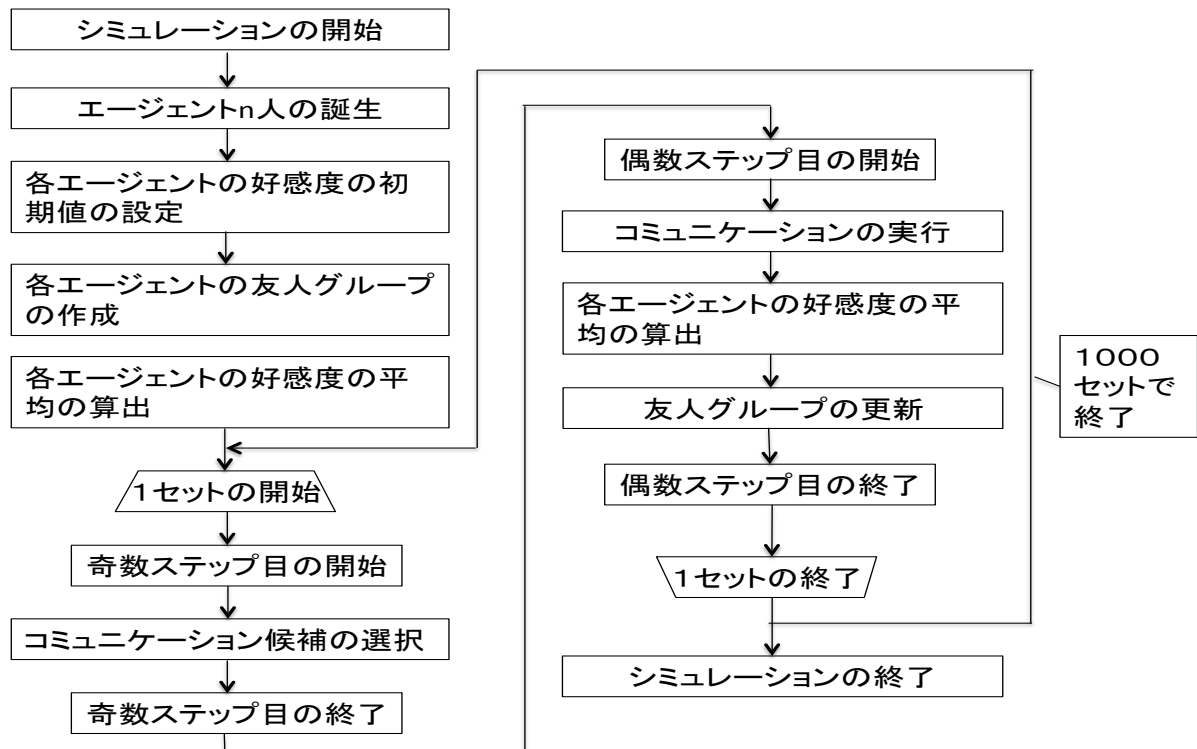 シミュレーションの開始
エージェントn人の誕生
各エージェントの好感度の初
期値の設定
各エージェントの友人グループ
の作成
各エージェントの好感度の平
均の算出
1セットの開始
奇数ステップ目の開始
コミュニケーション候補の選択
奇数ステップ目の終了
偶数ステップ目の開始
コミュニケーションの実行
各エージェントの好感度の平
均の算出
友人グループの更新
偶数ステップ目の終了
1セットの終了
シミュレーションの終了
1000
セットで
終了